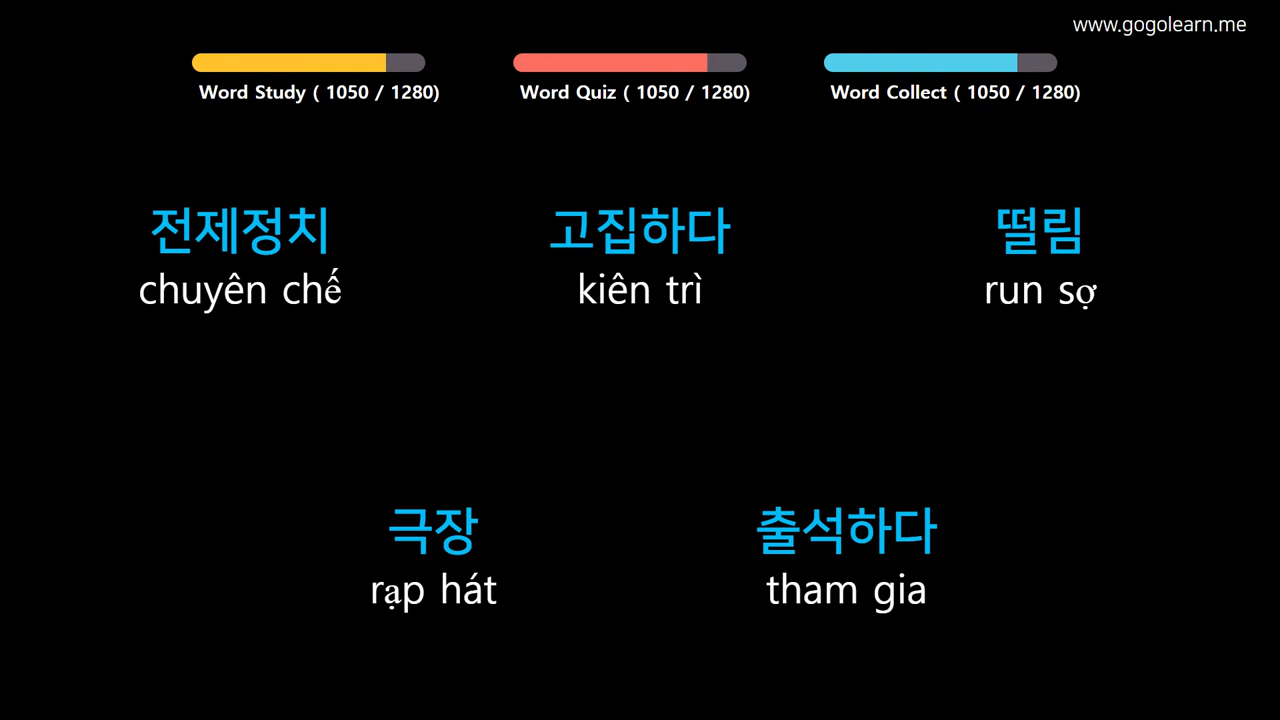 www.gogolearn.me
Word Study ( 1050 / 1280)
Word Quiz ( 1050 / 1280)
Word Collect ( 1050 / 1280)
전제정치
chuyên chế
고집하다
kiên trì
떨림
run sợ
극장
rạp hát
출석하다
tham gia